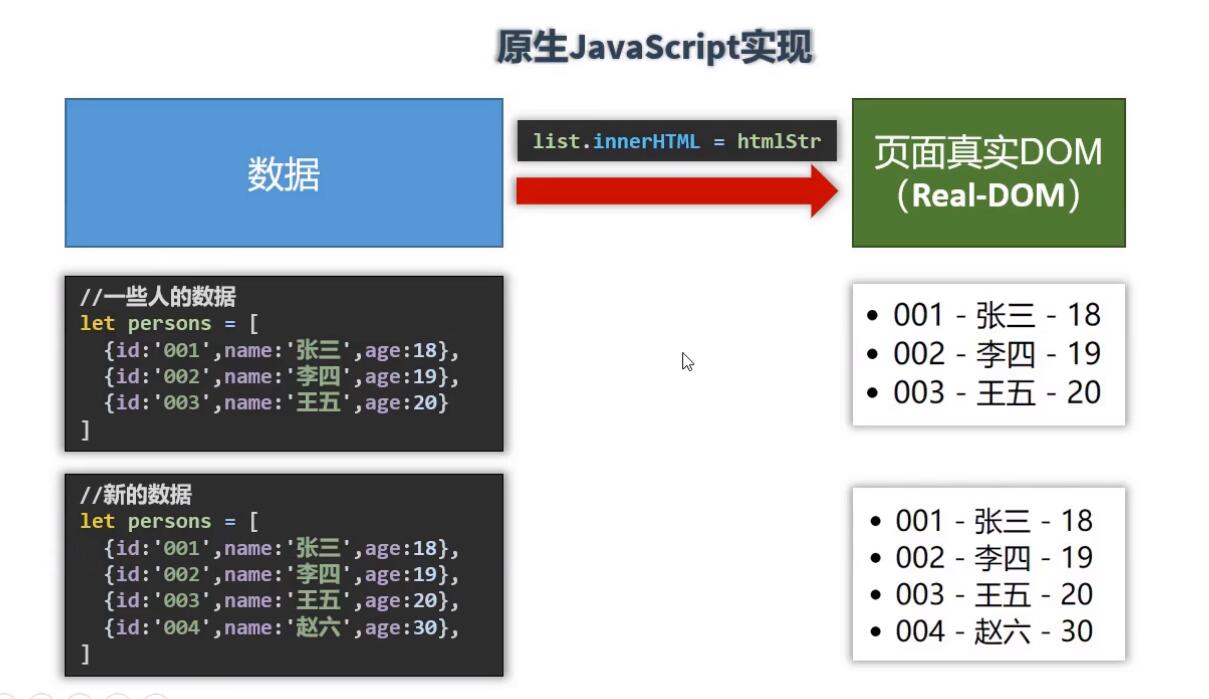 原生JavaScript实现
数据
list.innerHTML = htmlStr
页面真实DOM
（Real-DOM）
//一些人的数据
let persons = [
{id:'001',name:'张三',age:18},
{id:'002',name:'李四',age:19},
{id:'003',name:'王五',age:20}
]
• 001 - 张三 - 18
• 002 - 李四 - 19
• 003 - 王五 - 20
//新的数据
let persons = [
{id:'001',name:'张三',age:18},
{id:'002',name:'李四',age:19},
{id:'003',name:'王五',age:20},
{id:'004',name:'赵六',age:30},
]
• 001 - 张三 - 18
• 002 - 李四 - 19
• 003 - 王五 - 20
• 004 - 赵六 - 30